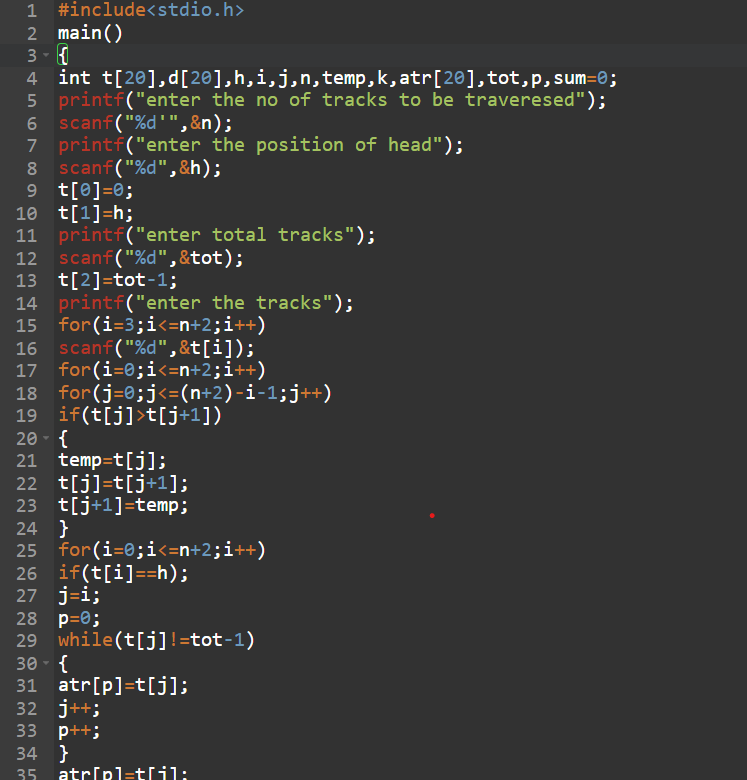 1 #include<stdio.h>
2 main()
3 {
4 int t[20],d[20],h,i,j,n,temp,k,atr[20],tot,p,sum=0;
5 printf("enter the no of tracks to be traveresed");
6 scanf("%d'",&n);
7 printf("enter the position of head");
8 scanf("%d",&h);
9 t[0]=0;
10 t[1]=h;
11 printf("enter total tracks");
12 scanf("%d",&tot);
13 t[2]=tot-1;
14 printf("enter the tracks");
15 for(i=3;i<=n+2;i++)
16 scanf("%d",&t[i]);
17 for(i=0;i<=n+2;i++)
18 for(j=0;j<=(n+2)-i-1;j++)
19 if(t[j]>t[j+1])
20 {
21 temp=t[j];
22 t[j]=t[j+1];
23 t[j+1]=temp;
24 }
25 for(i=0;i<=n+2;i++)
26 if(t[i]==h);
27 j=i;
28 p=0;
29 while(t[j]!=tot-1)
30 {
31 atr[p]=t[j];
32 j++;
33 p++;
34 }
35 atr[p]=t[j];